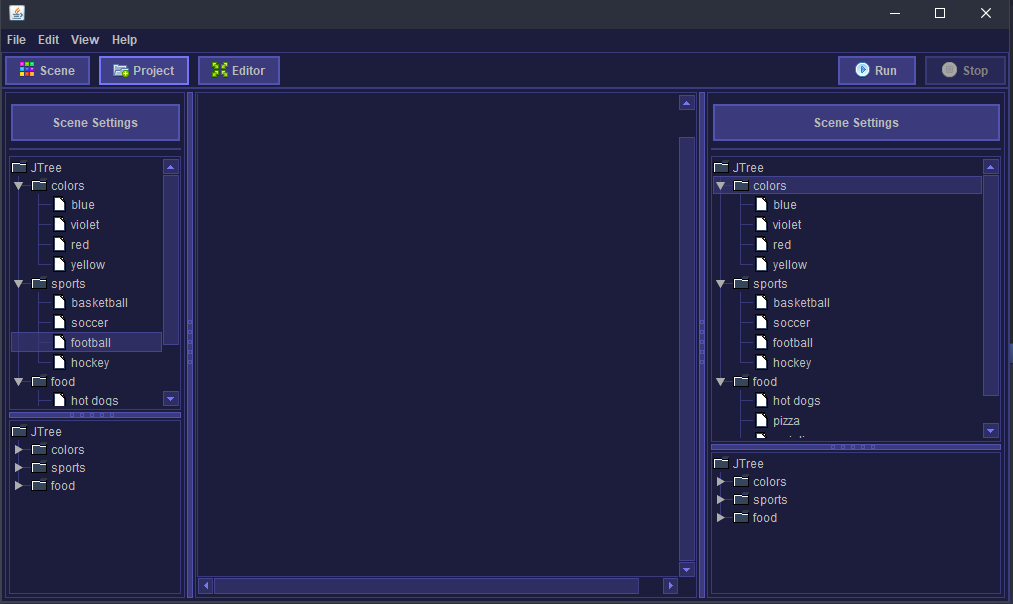 File Edit View Help
Scene Project Editor Run Stop
Scene Settings
JTree
colors
blue
violet
red
yellow
sports
basketball
soccer
football
hockey
food
hot dogs
JTree
colors
sports
food
Scene Settings
JTree
colors
blue
violet
red
yellow
sports
basketball
soccer
football
hockey
food
hot dogs
pizza
JTree
colors
sports
food